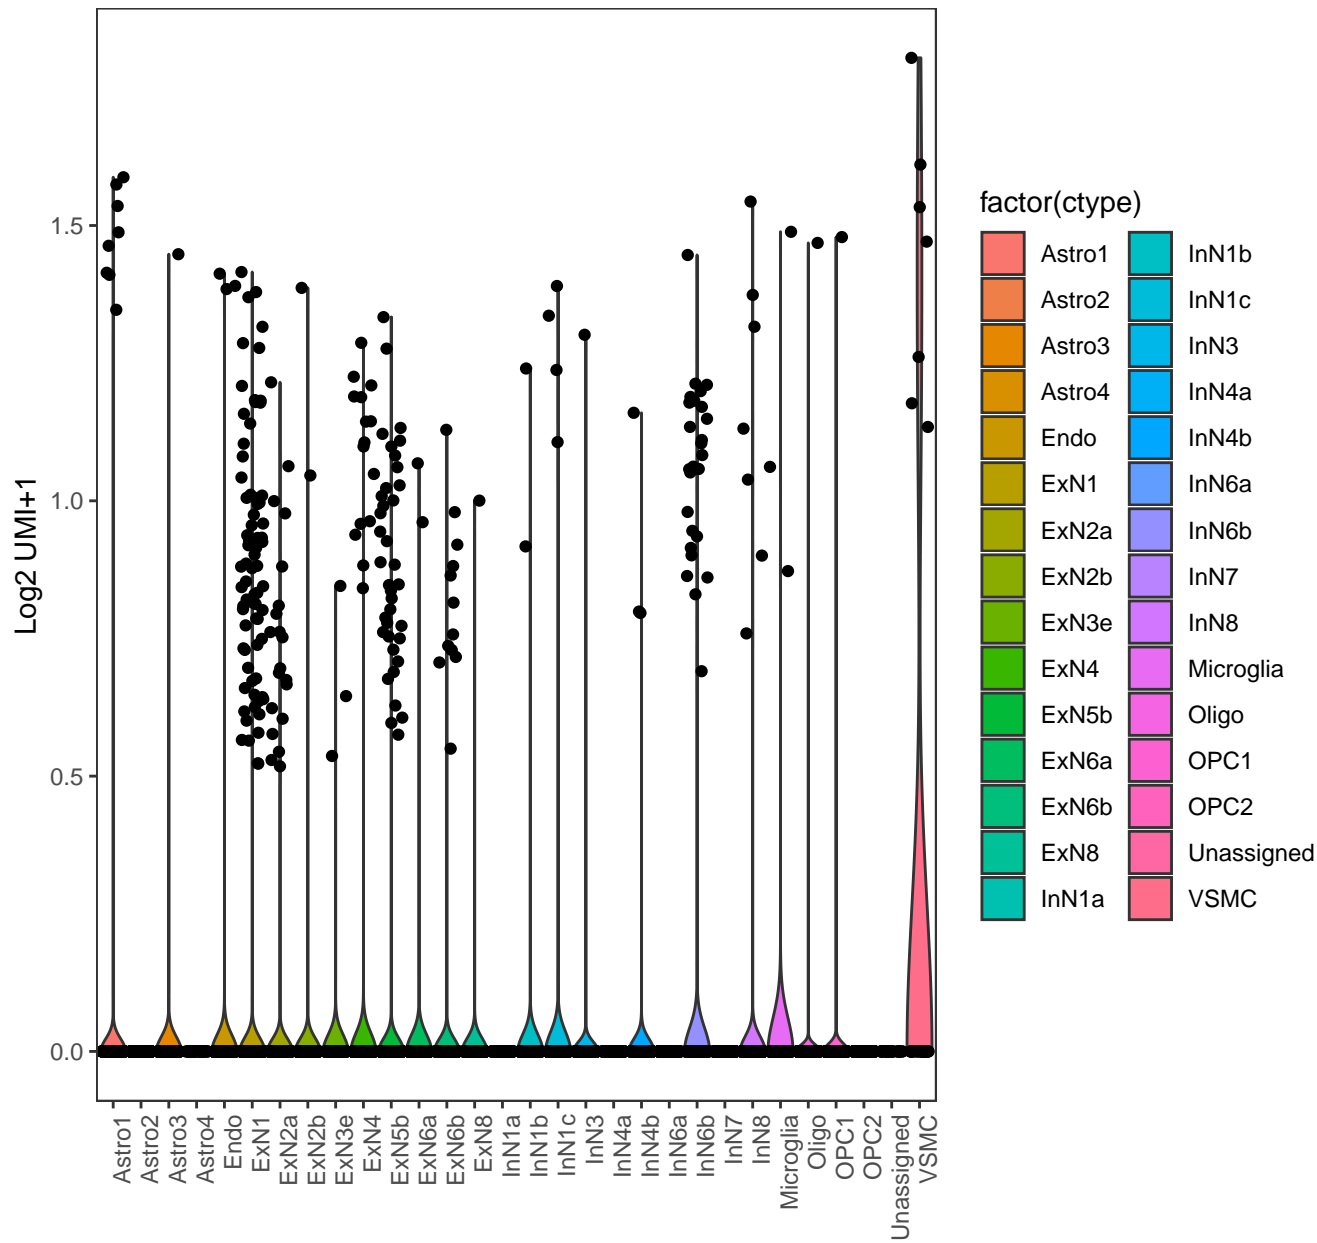 Log2 UMI+1
1.5
1.0
0.5
0.0
Astro1
Astro2
Astro3
Astro4
Endo
ExN1
ExN2a
ExN2b
ExN3e
ExN4
ExN5b
ExN6a
ExN6b
ExN8
InN1a
InN1b
InN1c
InN3
InN4a
InN4b
InN6a
InN6b
InN7
InN8
Microglia
Oligo
OPC1
OPC2
Unassigned
VSMC
factor(ctype)
Astro1
Astro2
Astro3
Astro4
Endo
ExN1
ExN2a
ExN2b
ExN3e
ExN4
ExN5b
ExN6a
ExN6b
ExN8
InN1a
InN1b
InN1c
InN3
InN4a
InN4b
InN6a
InN6b
InN7
InN8
Microglia
Oligo
OPC1
OPC2
Unassigned
VSMC